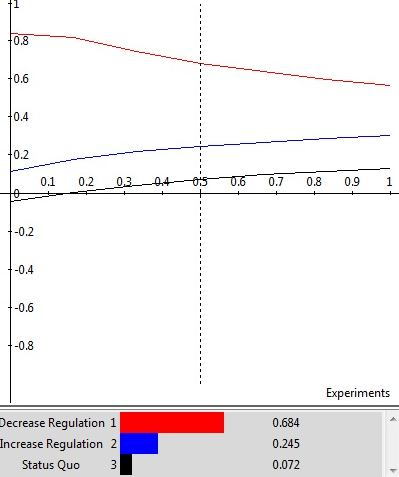 1
0.8
0.6
0.4
0.2
0 0.1 0.2 0.3 0.4 0.5 0.6 0.7 0.8 0.9 1
-0.2
-0.4
-0.6
-0.8
Experiments
Decrease Regulation 1 0.684
Increase Regulation 2 0.245
Status Quo 3 0.072